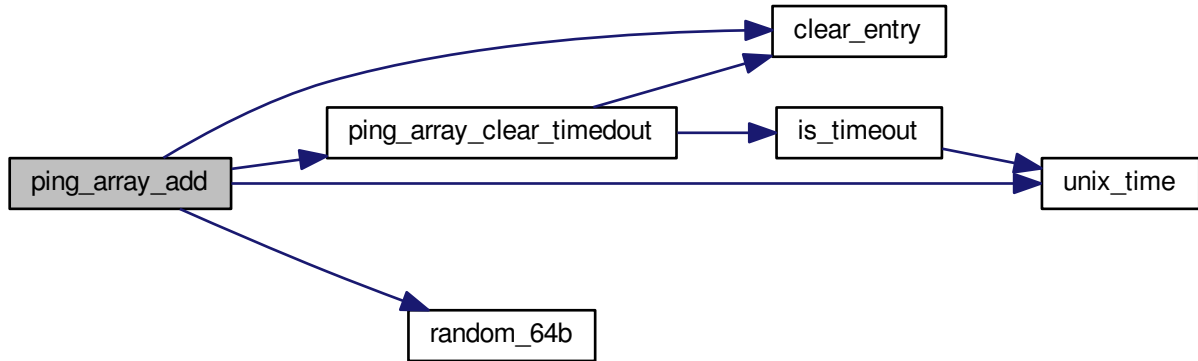 clear_entry
ping_array_clear_timedout
is_timeout
ping_array_add
unix_time
random_64b